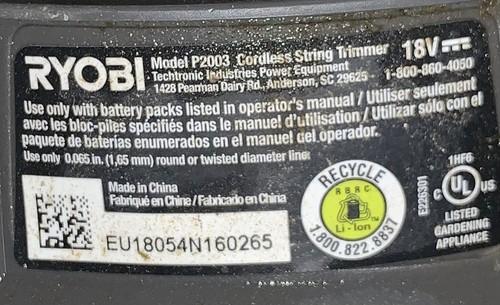 RYOBI
Model P2003 Cordless String Trimmer 18V
Techtronic Industries Power Equipment
1428 Pearman Dairy Rd., Anderson, SC 29625 - 1-800-860-4050
Use only with battery packs listed in operator's manual / Utiliser seulement
avec les bloc-piles spécifiés dans le manuel d'utilisation / Utilizar sólo con el
paquete de baterías enumerados en el manual del operador.
Use only 0.065 in. (1,65 mm) round or twisted diameter line.
Made in China
Fabriqué en Chine / Fabricado en China
EU18054N160265
RECYCLE
RBRC
Li-Ion
1.800.822.8837
E226301
1HF6
C UL US
LISTED
GARDENING
APPLIANCE